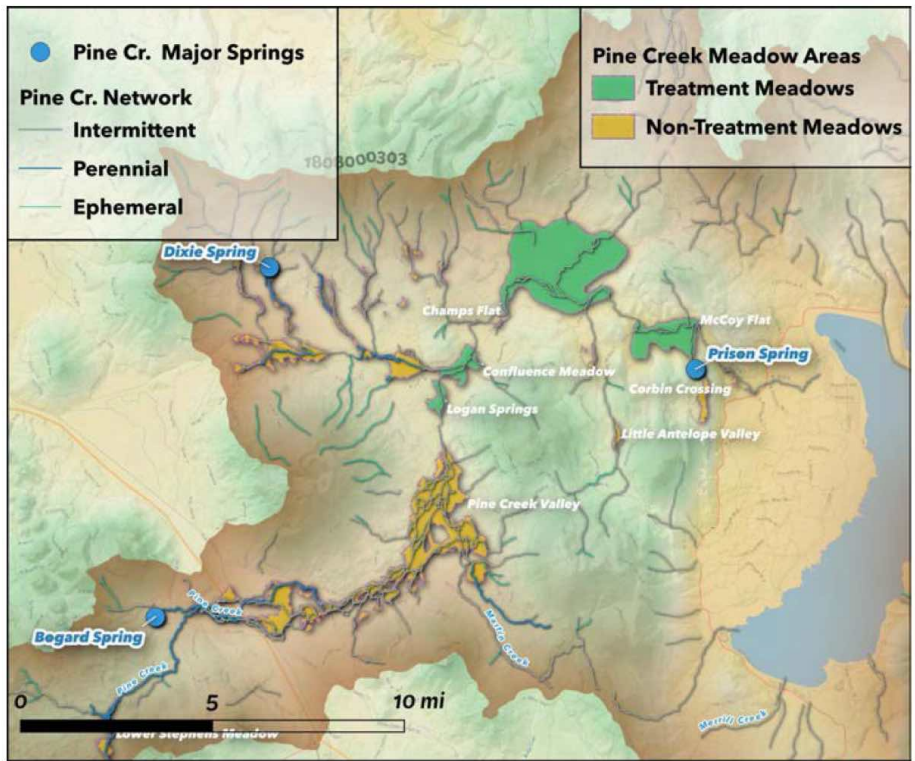 Pine Cr. Major Springs
Pine Cr. Network
Intermittent
Perennial
Ephemeral
Pine Creek Meadow Areas
Treatment Meadows
Non-Treatment Meadows
1808000303
Dixie Spring
Champs Flat
McCoy Flat
Prison Spring
Confluence Meadow
Corbin Crossing
Logan Springs
Little Antelope Valley
Pine Creek Valley
Pine Creek
Bogard Spring
Martin Creek
Pine Creek
0 5 10 mi
Merrill Creek
Lower Stephens Meadow